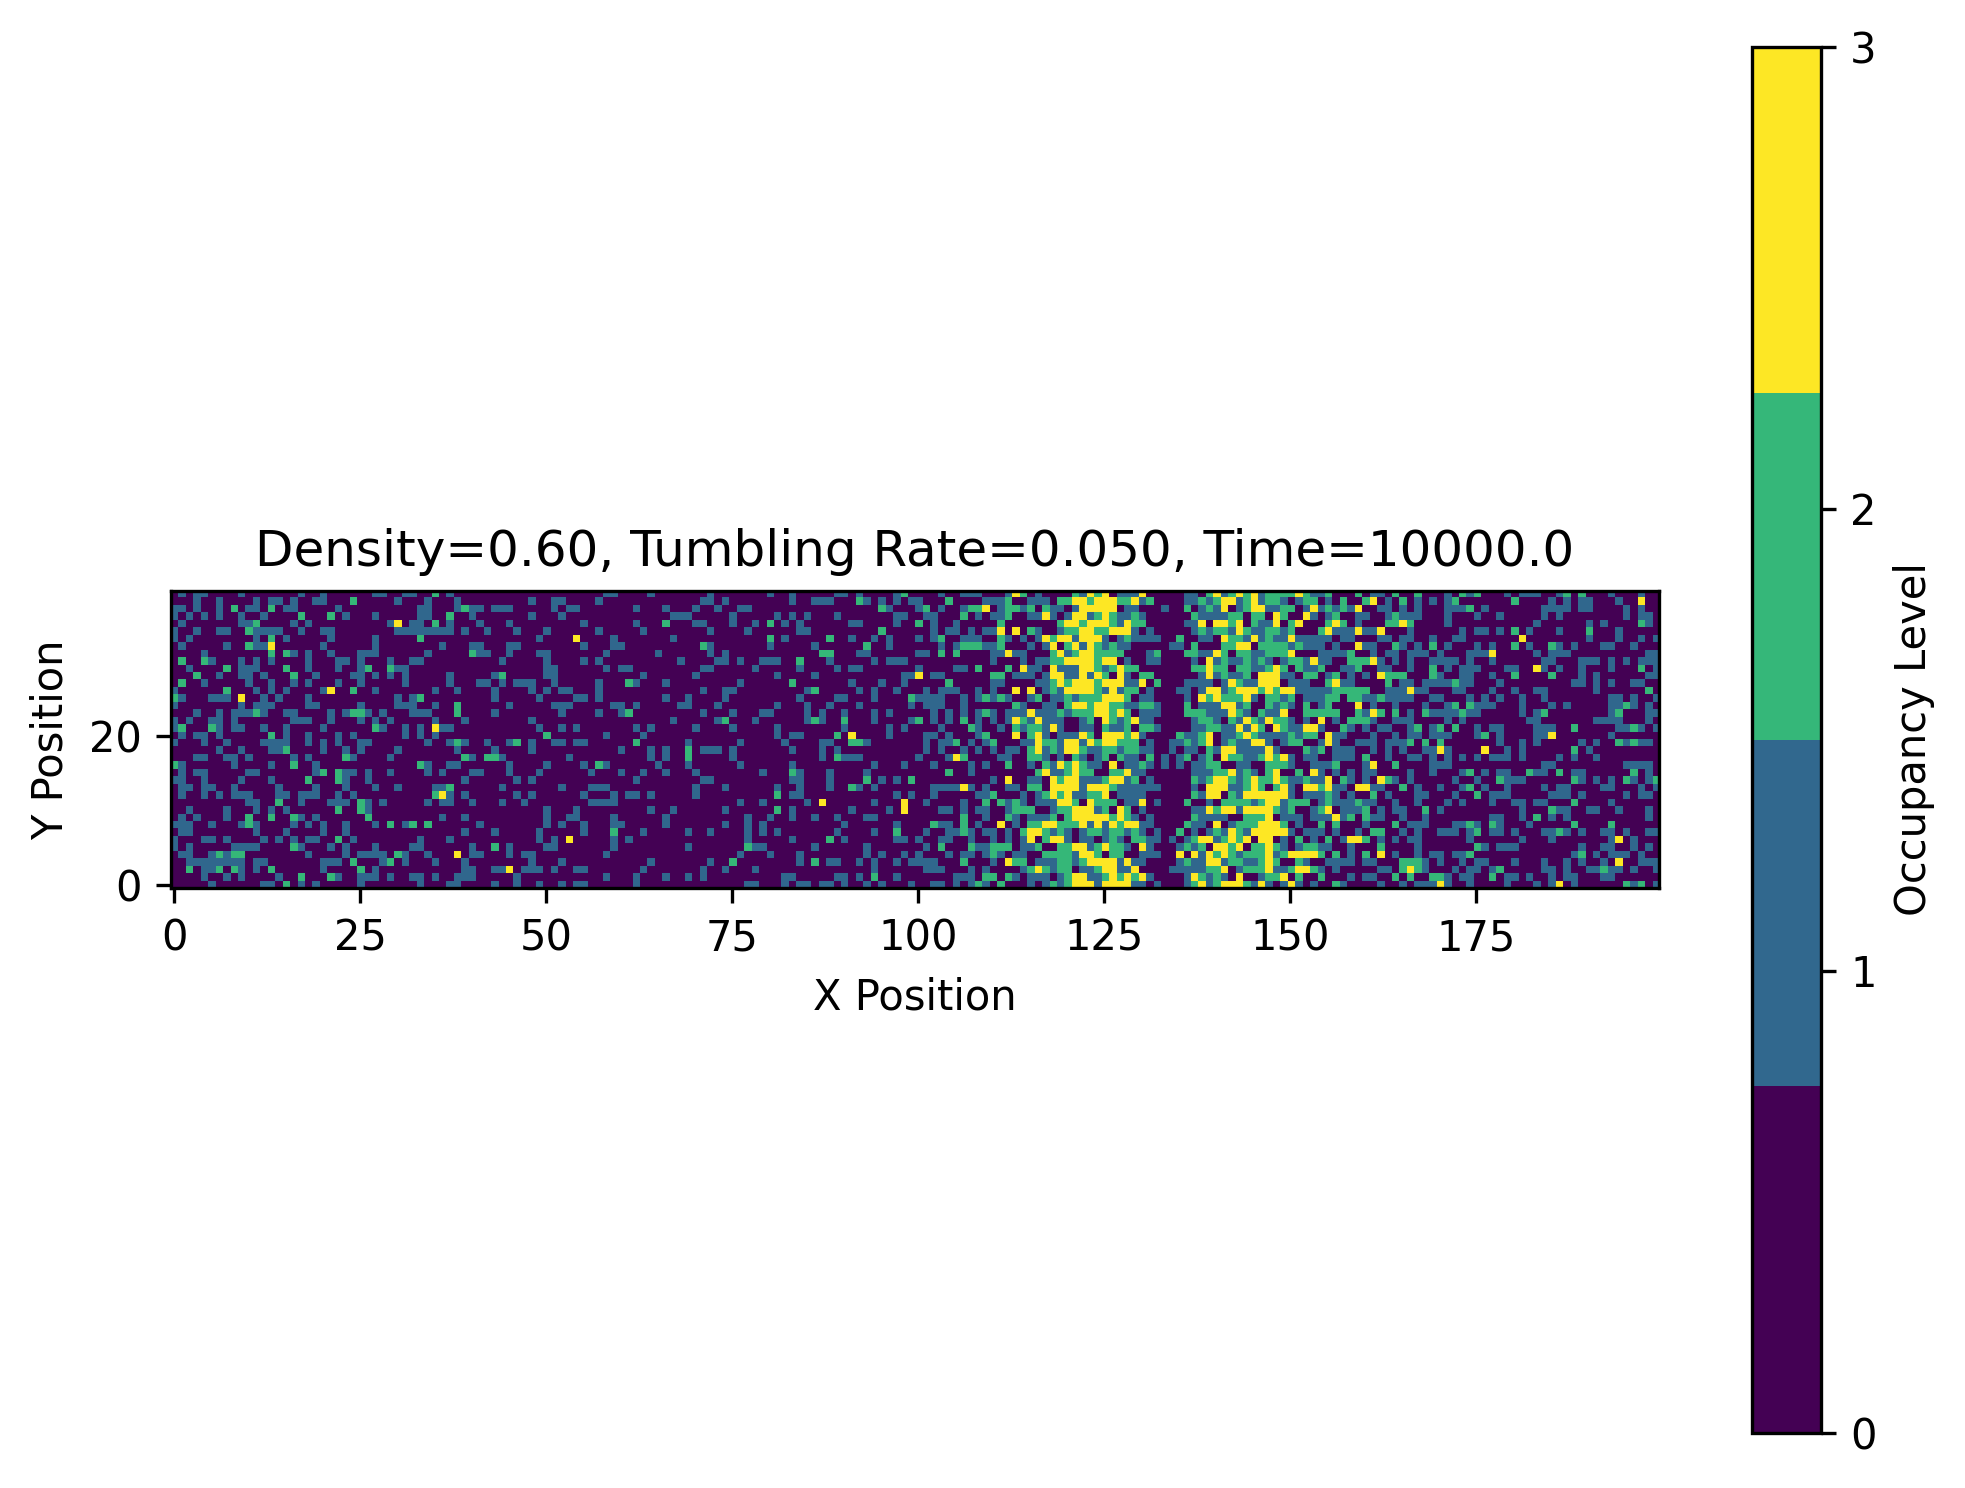 Density=0.60, Tumbling Rate=0.050, Time=10000.0
Y Position
20
0
0 25 50 75 100 125 150 175
X Position
3
2
1
0
Occupancy Level